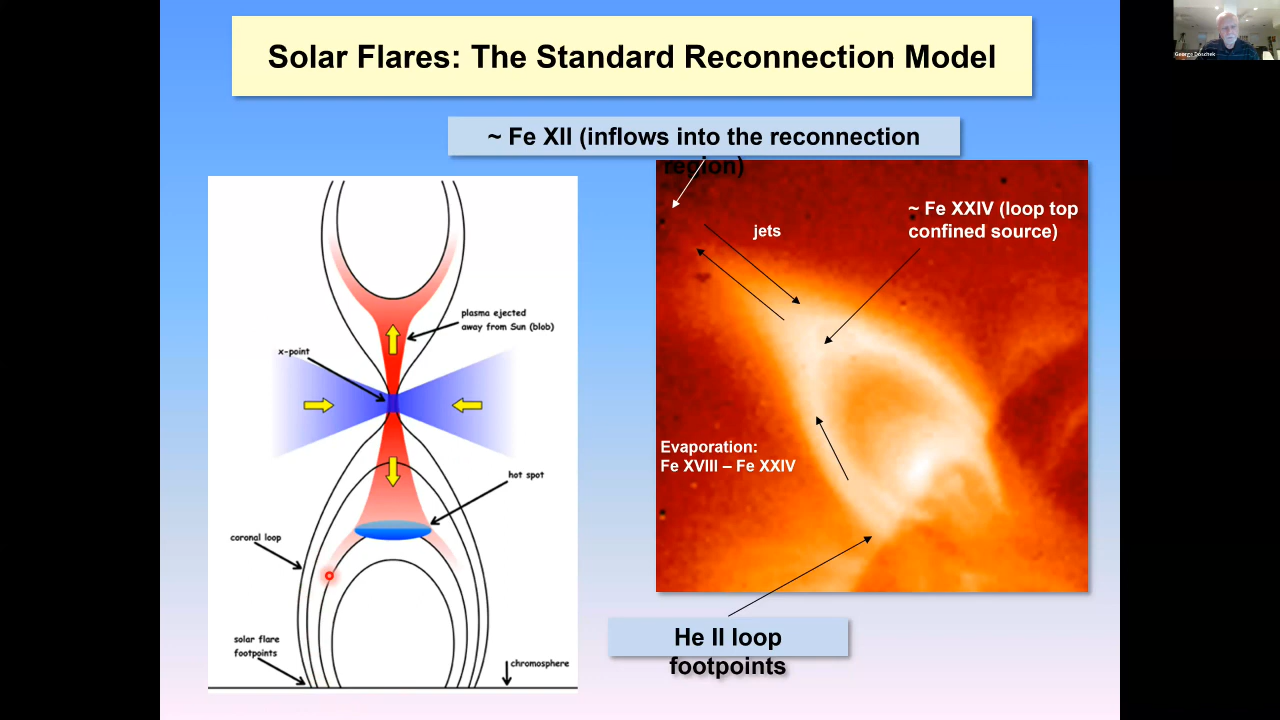 Solar Flares: The Standard Reconnection Model
George Doschek
~ Fe XII (inflows into the reconnection
region)
plasma ejected
away from Sun (blob)
x-point
hot spot
coronal loop
solar flare
footpoints
chromosphere
jets
~ Fe XXIV (loop top
confined source)
Evaporation:
Fe XVIII – Fe XXIV
He II loop
footpoints